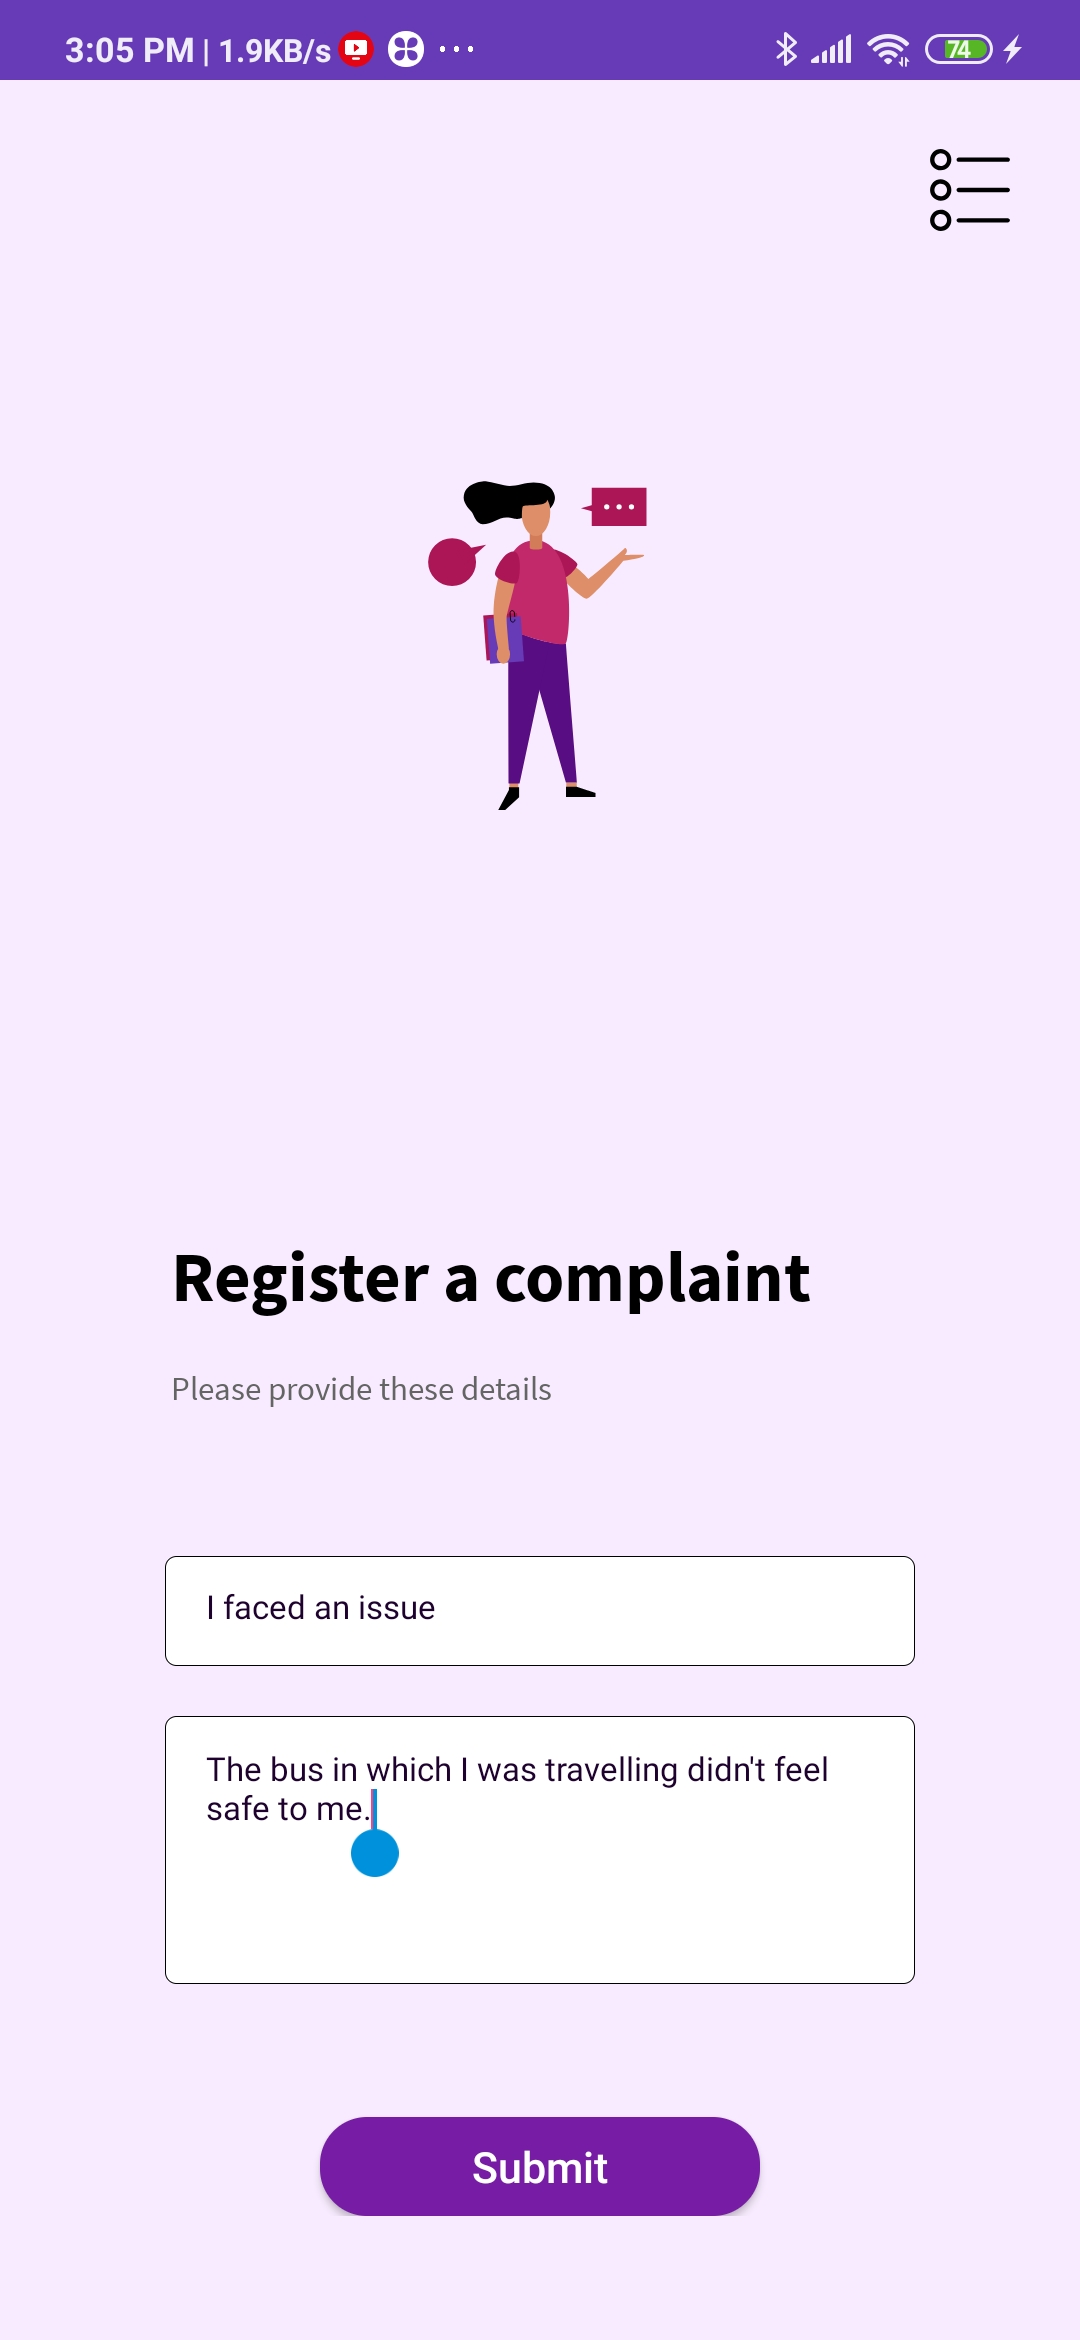 3:05 PM | 1.9KB/s
74
Register a complaint
Please provide these details
I faced an issue
The bus in which I was travelling didn't feel
safe to me.
Submit